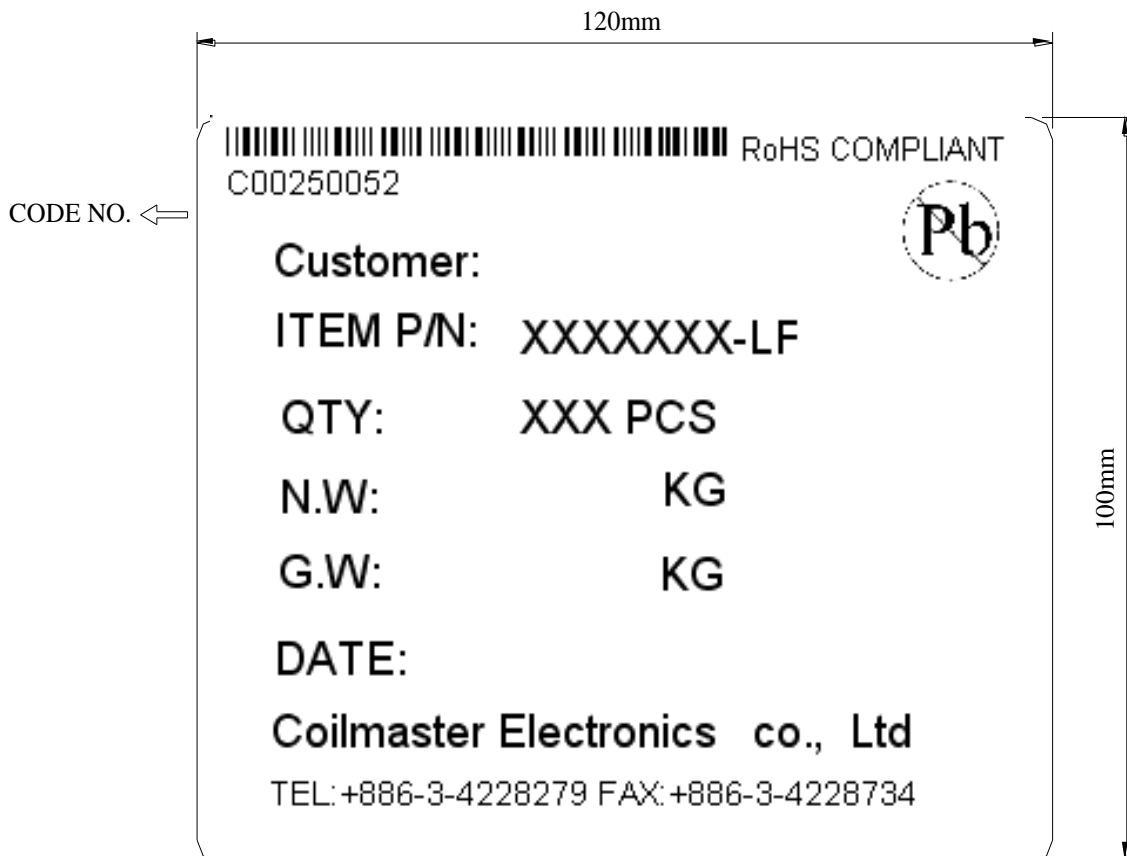 120mm
RoHS COMPLIANT
C00250052
CODE NO.
Pb
Customer:
ITEM P/N: XXXXXXX-LF
QTY: XXX PCS
N.W: KG
G.W: KG
100mm
DATE:
Coilmaster Electronics co., Ltd
TEL:+886-3-4228279 FAX:+886-3-4228734